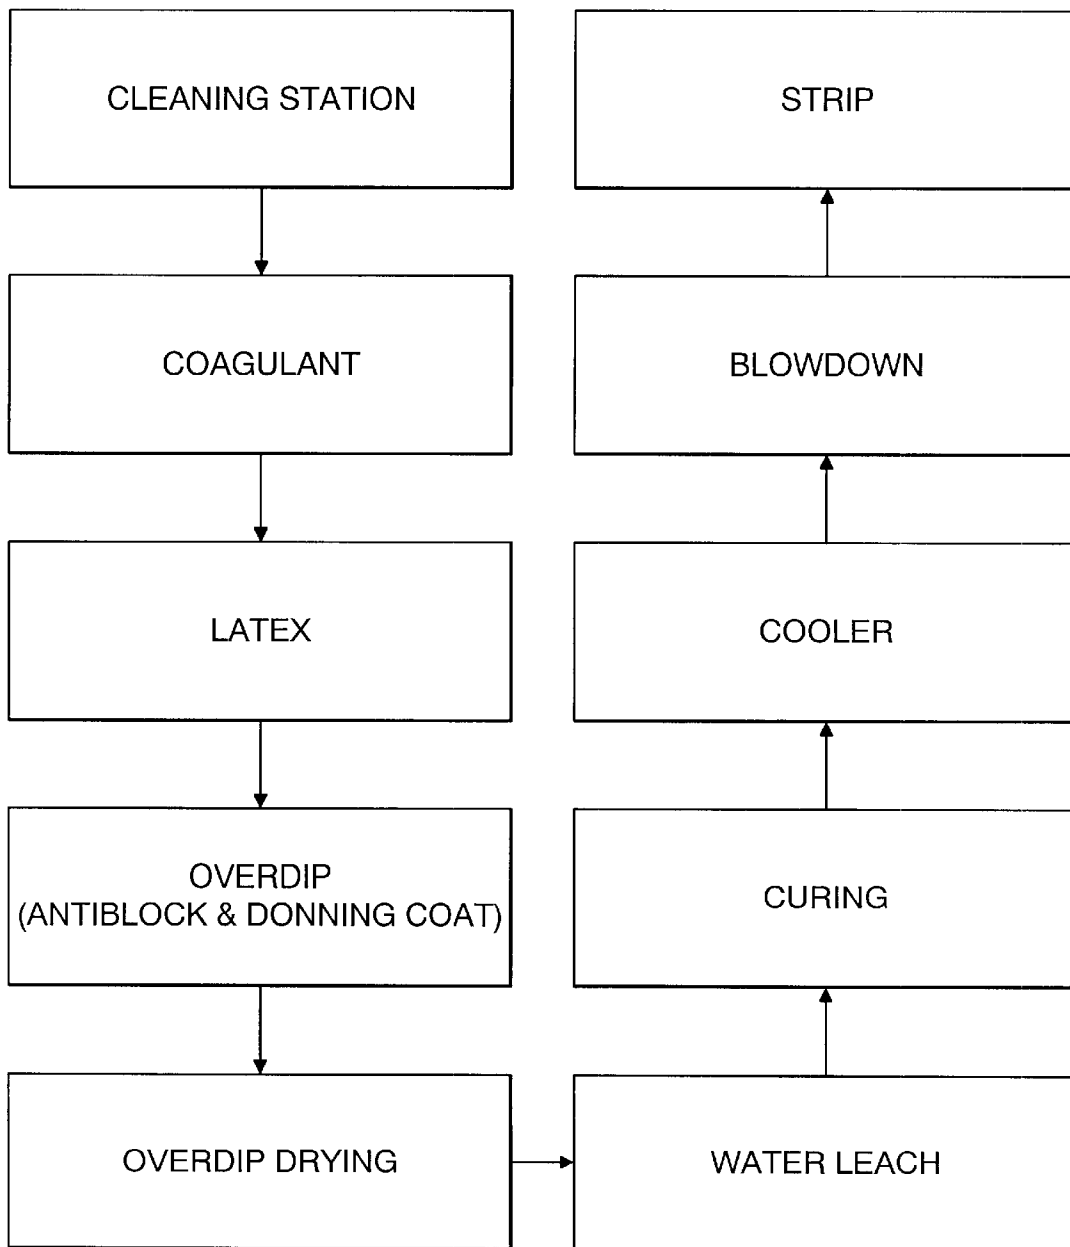 CLEANING STATION
COAGULANT
LATEX
OVERDIP
(ANTIBLOCK & DONNING COAT)
OVERDIP DRYING
WATER LEACH
CURING
COOLER
BLOWDOWN
STRIP